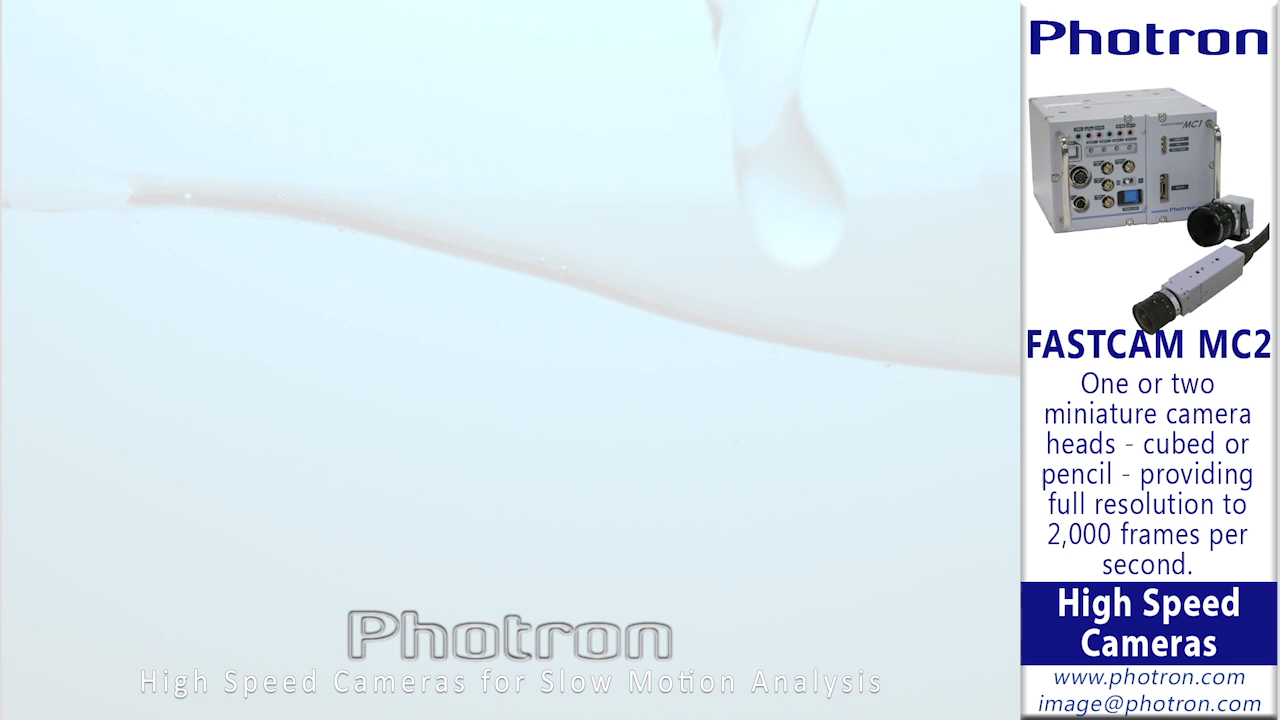 Photron
High Speed Cameras for Slow Motion Analysis
Photron
MC1
Photron
FASTCAM MC2
One or two
miniature camera
heads - cubed or
pencil - providing
full resolution to
2,000 frames per
second.
High Speed
Cameras
www.photron.com
image@photron.com